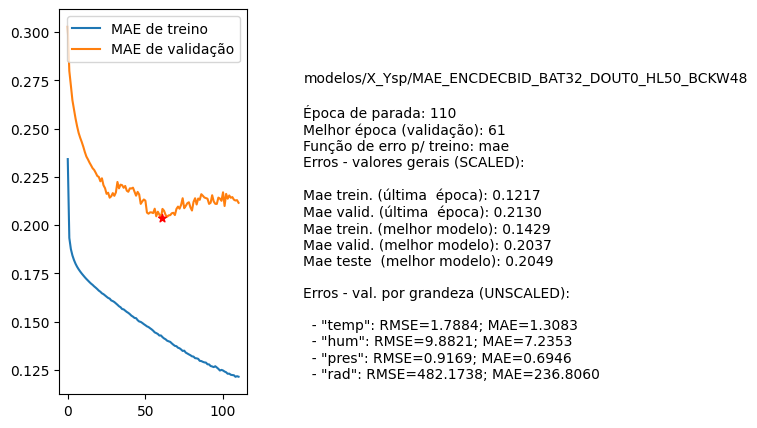 MAE de treino
MAE de validação
0.300
0.275
0.250
0.225
0.200
0.175
0.150
0.125
0
50
100
modelos/X_Ysp/MAE_ENCDECBID_BAT32_DOUT0_HL50_BCKW48
Época de parada: 110
Melhor época (validação): 61
Função de erro p/ treino: mae
Erros - valores gerais (SCALED):
Mae trein. (última  época): 0.1217
Mae valid. (última  época): 0.2130
Mae trein. (melhor modelo): 0.1429
Mae valid. (melhor modelo): 0.2037
Mae teste  (melhor modelo): 0.2049
Erros - val. por grandeza (UNSCALED):
- "temp": RMSE=1.7884; MAE=1.3083
- "hum": RMSE=9.8821; MAE=7.2353
- "pres": RMSE=0.9169; MAE=0.6946
- "rad": RMSE=482.1738; MAE=236.8060